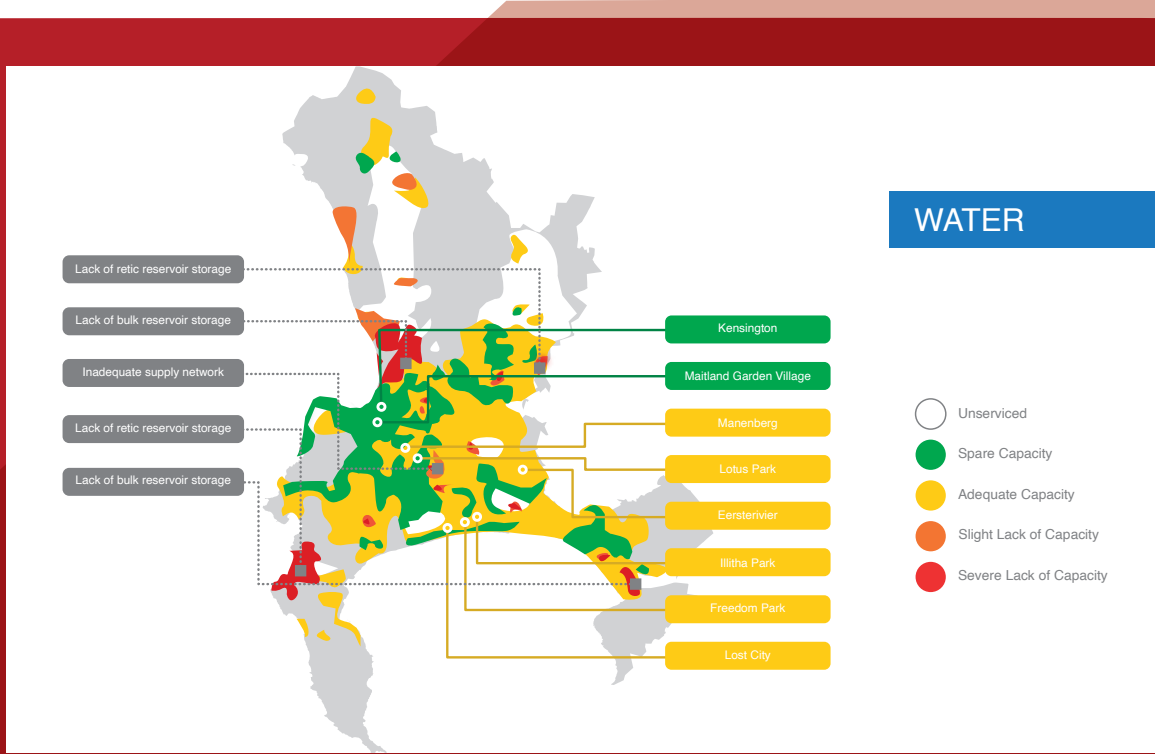 WATER
Lack of retic reservoir storage
Lack of bulk reservoir storage
Inadequate supply network
Lack of retic reservoir storage
Lack of bulk reservoir storage
Kensington
Maitland Garden Village
Manenberg
Lotus Park
Eersterivier
Illitha Park
Freedom Park
Lost City
Unserviced
Spare Capacity
Adequate Capacity
Slight Lack of Capacity
Severe Lack of Capacity